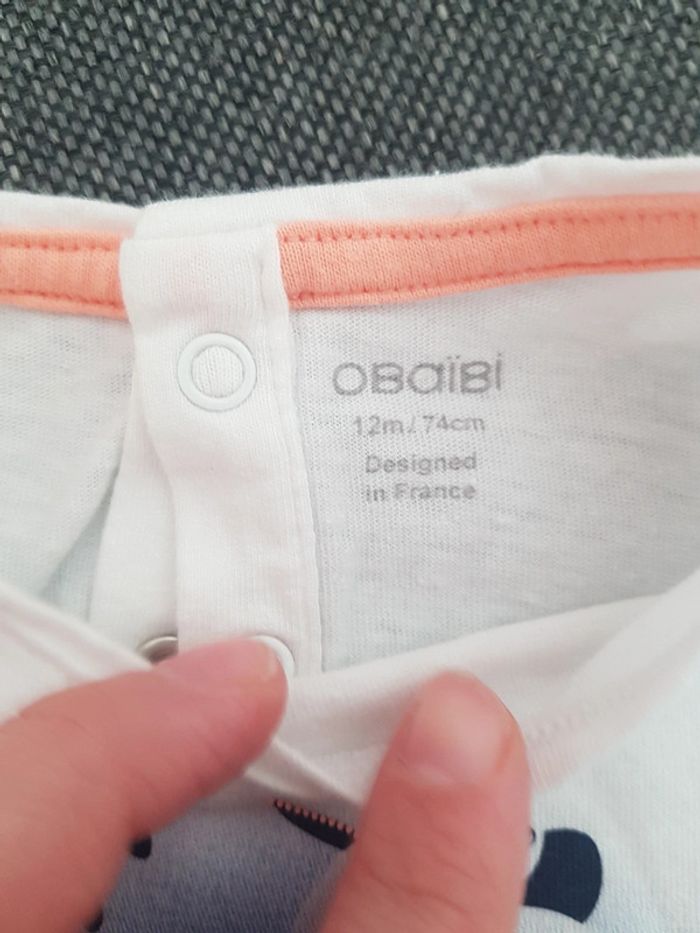 OBaïBi
12m/74cm
Designed
in France